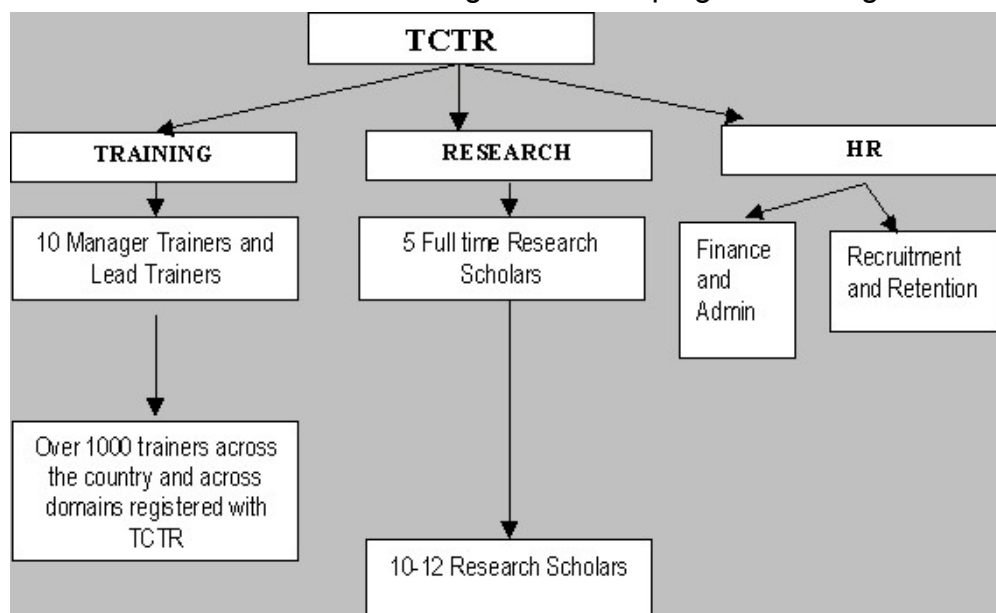 TCTR
TRAINING
RESEARCH
HR
10 Manager Trainers and
Lead Trainers
5 Full time Research
Scholars
Finance
and
Admin
Recruitment
and Retention
Over 1000 trainers across
the country and across
domains registered with
TCTR
10-12 Research Scholars